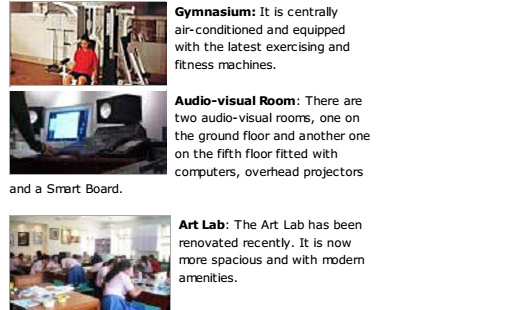 Gymnasium: It is centrally
air-conditioned and equipped
with the latest exercising and
fitness machines.
Audio-visual Room: There are
two audio-visual rooms, one on
the ground floor and another one
on the fifth floor fitted with
computers, overhead projectors
and a Smart Board.
Art Lab: The Art Lab has been
renovated recently. It is now
more spacious and with modern
amenities.